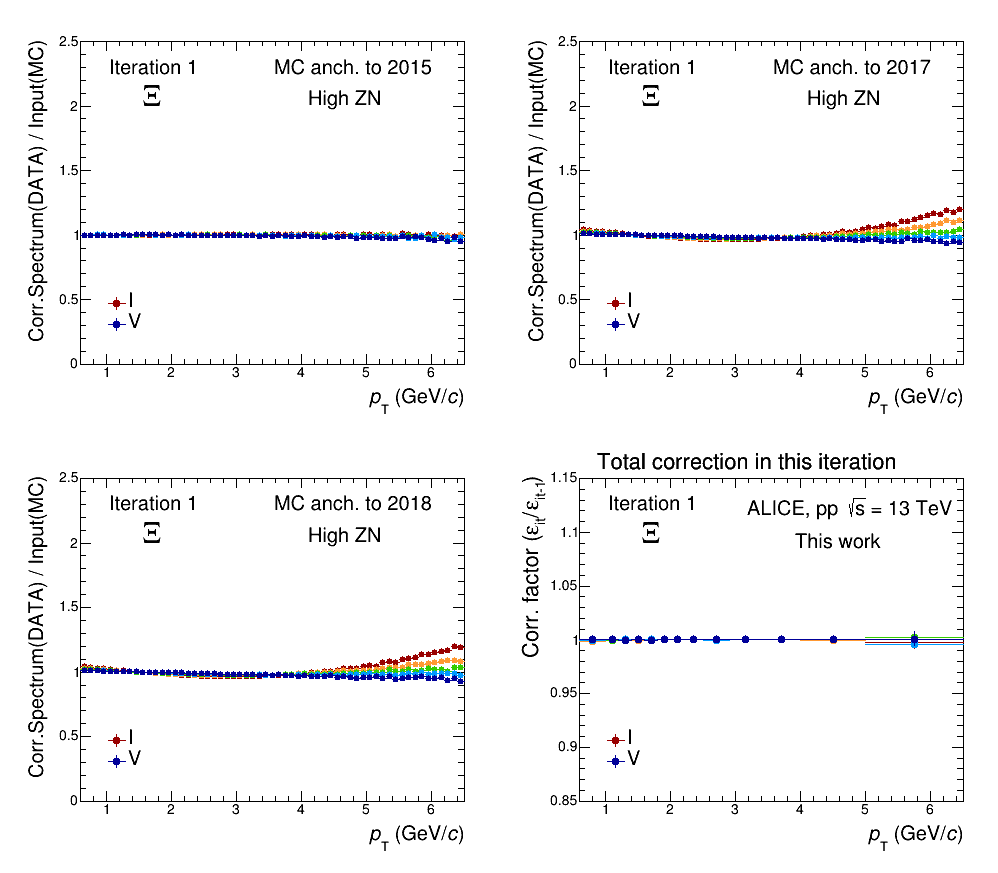 Corr.Spectrum(DATA) / Input(MC)
2.5
2
1.5
1
0.5
0
Iteration 1
MC anch. to 2015
Ξ
High ZN
I
V
1 2 3 4 5 6
p_T (GeV/c)
Corr.Spectrum(DATA) / Input(MC)
2.5
2
1.5
1
0.5
0
Iteration 1
MC anch. to 2017
Ξ
High ZN
I
V
1 2 3 4 5 6
p_T (GeV/c)
Corr.Spectrum(DATA) / Input(MC)
2.5
2
1.5
1
0.5
0
Iteration 1
MC anch. to 2018
Ξ
High ZN
I
V
1 2 3 4 5 6
p_T (GeV/c)
Total correction in this iteration
Corr. factor (ε_it/ε_it-1)
1.15
1.1
1.05
1
0.95
0.9
0.85
Iteration 1
ALICE, pp √s = 13 TeV
Ξ
This work
I
V
1 2 3 4 5 6
p_T (GeV/c)